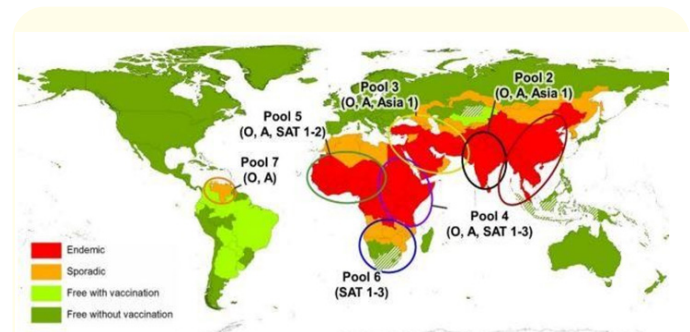 Pool 3
(O, A, Asia 1)
Pool 2
(O, A, Asia 1)
Pool 5
(O, A, SAT 1-2)
Pool 7
(O, A)
Pool 4
(O, A, SAT 1-3)
Pool 6
(SAT 1-3)
Endemic
Sporadic
Free with vaccination
Free without vaccination